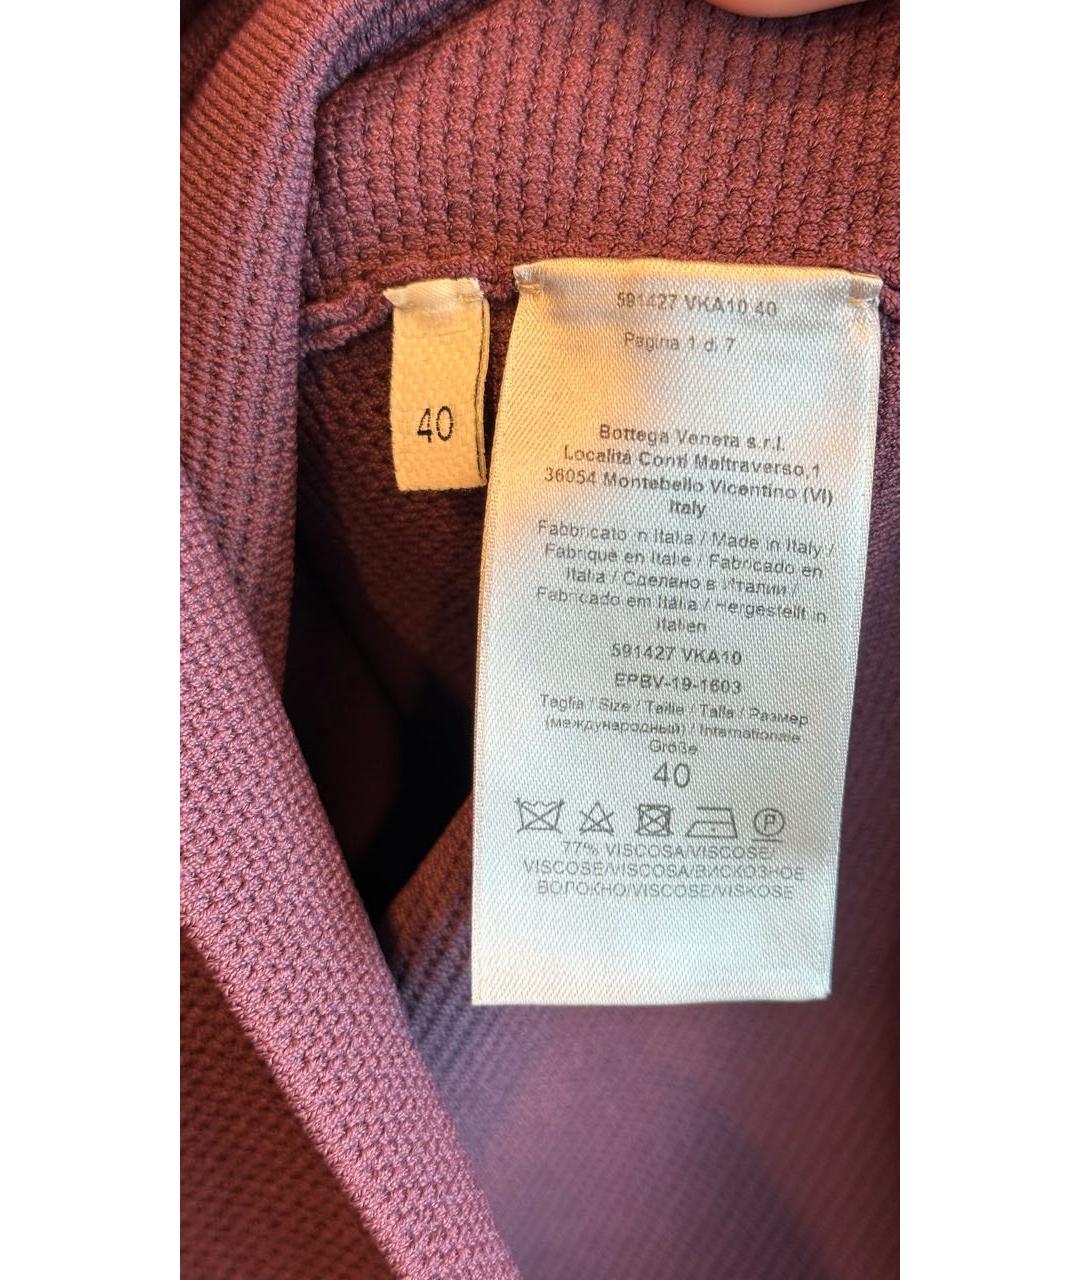 40
591427 VKA10 40
Pagina 1 di 7
Bottega Veneta s.r.l.
Località Conti Maltraverso,1
36054 Montebello Vicentino (VI)
Italy
Fabbricato in Italia / Made in Italy /
Fabriqué en Italie / Fabricado en
Italia / Сделано в Италии /
Fabricado em Itália / Hergestellt in
Italien
591427 VKA10
EPBV-19-1603
Taglia / Size / Taille / Talla / Размер
(международный) / Internationale
Größe
40
P
77% VISCOSA/VISCOSE/
VISCOSE/VISCOSA/ВИСКОЗНОЕ
ВОЛОКНО/VISCOSE/VISKOSE